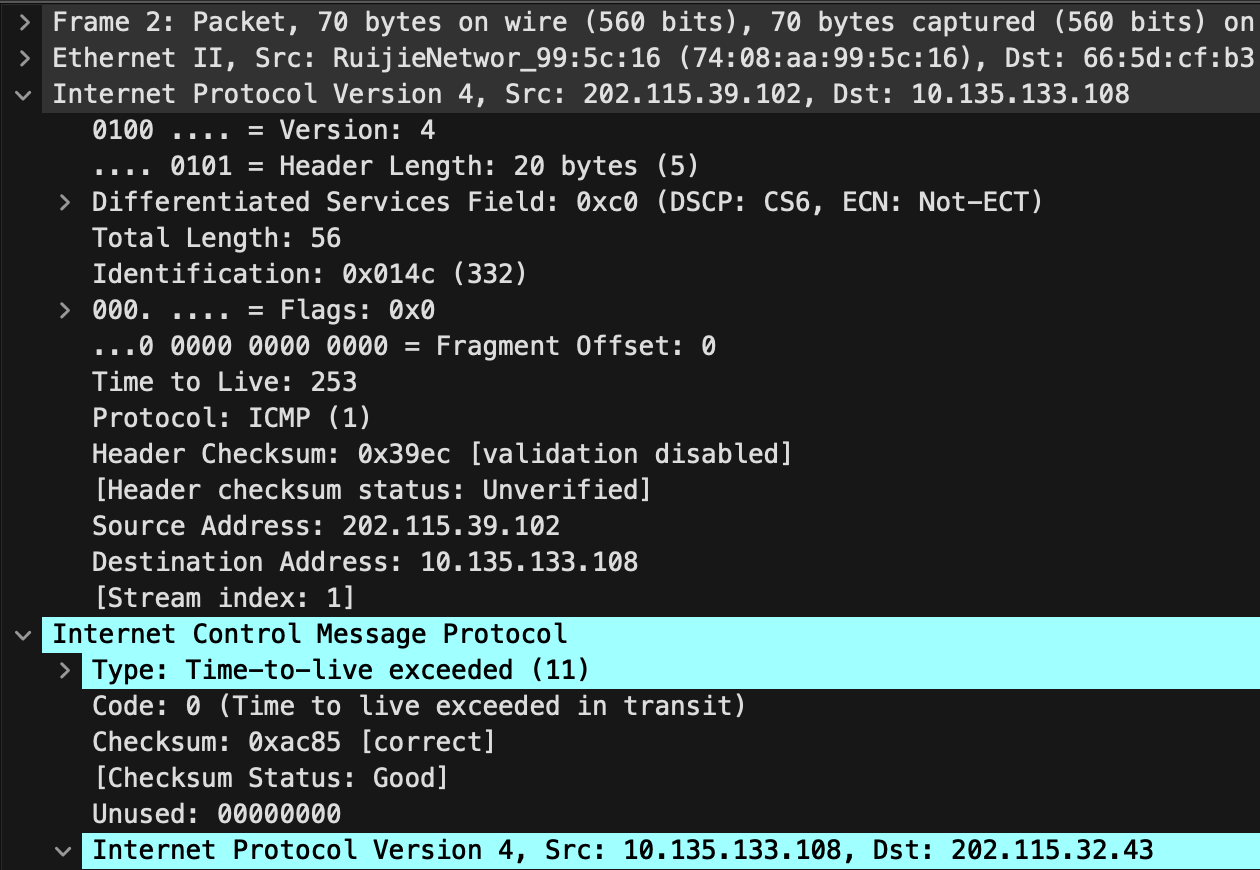 Frame 2: Packet, 70 bytes on wire (560 bits), 70 bytes captured (560 bits) on
Ethernet II, Src: RuijieNetwor_99:5c:16 (74:08:aa:99:5c:16), Dst: 66:5d:cf:b3
Internet Protocol Version 4, Src: 202.115.39.102, Dst: 10.135.133.108
0100 .... = Version: 4
.... 0101 = Header Length: 20 bytes (5)
Differentiated Services Field: 0xc0 (DSCP: CS6, ECN: Not-ECT)
Total Length: 56
Identification: 0x014c (332)
000. .... = Flags: 0x0
...0 0000 0000 0000 = Fragment Offset: 0
Time to Live: 253
Protocol: ICMP (1)
Header Checksum: 0x39ec [validation disabled]
[Header checksum status: Unverified]
Source Address: 202.115.39.102
Destination Address: 10.135.133.108
[Stream index: 1]
Internet Control Message Protocol
Type: Time-to-live exceeded (11)
Code: 0 (Time to live exceeded in transit)
Checksum: 0xac85 [correct]
[Checksum Status: Good]
Unused: 00000000
Internet Protocol Version 4, Src: 10.135.133.108, Dst: 202.115.32.43